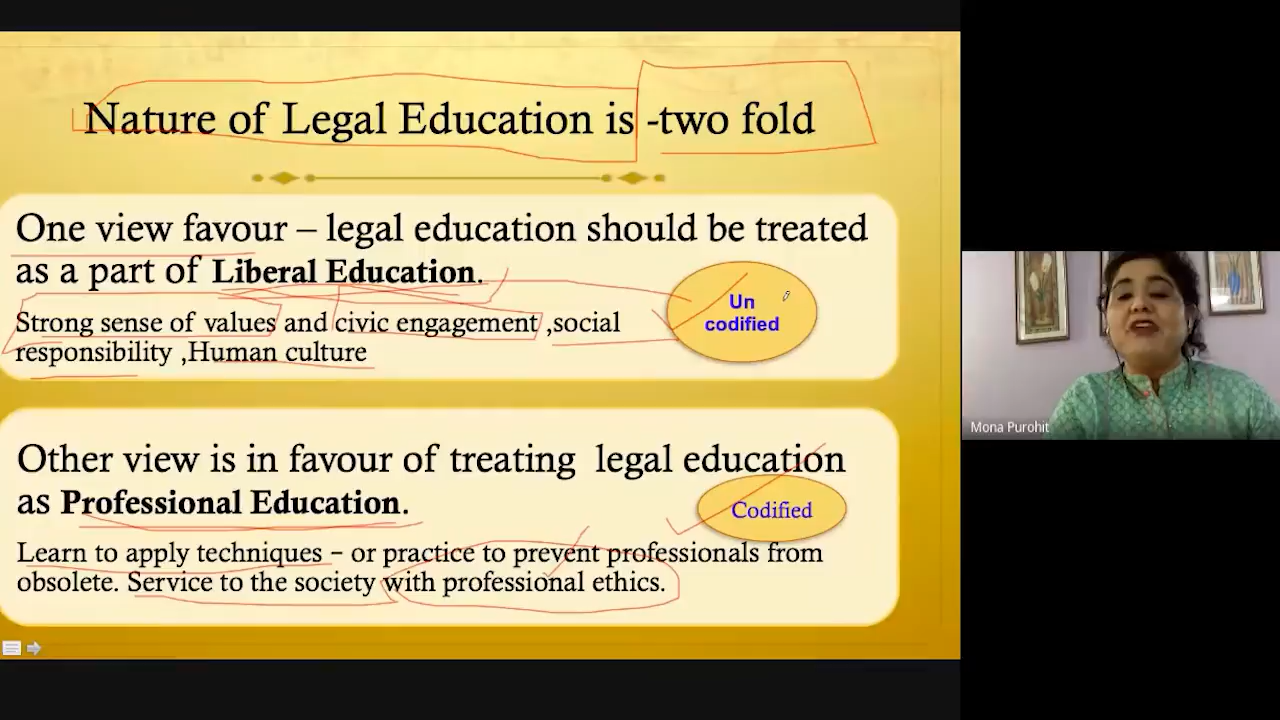 Nature of Legal Education is -two fold
One view favour – legal education should be treated
as a part of Liberal Education.
Strong sense of values and civic engagement ,social
responsibility ,Human culture
Un
codified
Other view is in favour of treating legal education
as Professional Education.
Codified
Learn to apply techniques – or practice to prevent professionals from
obsolete. Service to the society with professional ethics.
Mona Purohit